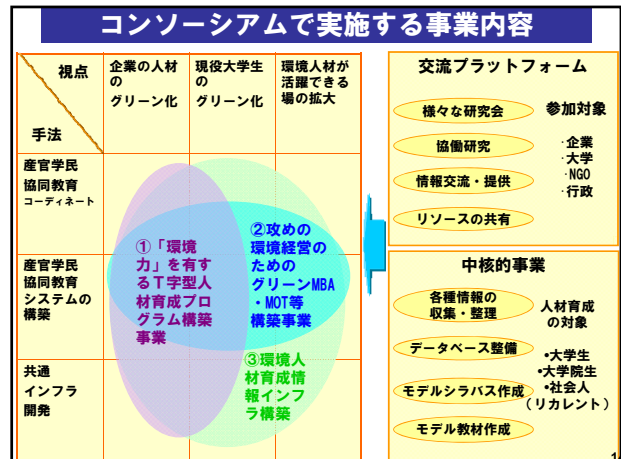 コンソーシアムで実施する事業内容
視点
手法
企業の人材
の
グリーン化
現役大学生
の
グリーン化
環境人材が
活躍できる
場の拡大
産官学民
協同教育
コーディネート
産官学民
協同教育
システムの
構築
共通
インフラ
開発
①「環境
力」を有す
るT字型人
材育成プロ
グラム構築
事業
②攻めの
環境経営の
ための
グリーンMBA
・MOT等
構築事業
③環境人
材育成情
報インフ
ラ構築
交流プラットフォーム
様々な研究会
協働研究
情報交流・提供
リソースの共有
参加対象
・企業
・大学
・NGO
・行政
中核的事業
各種情報の
収集・整理
データベース整備
モデルシラバス作成
モデル教材作成
人材育成
の対象
•大学生
•大学院生
•社会人
(リカレント)